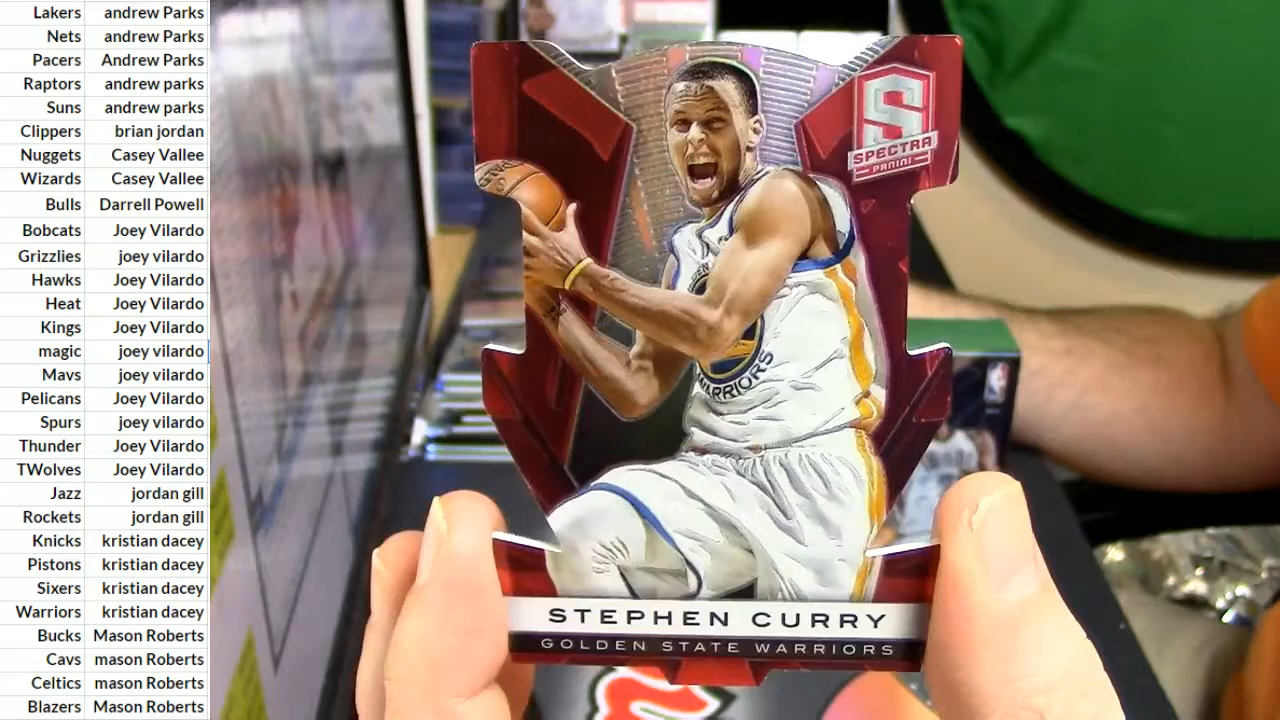 Lakers andrew Parks
Nets andrew Parks
Pacers Andrew Parks
Raptors andrew parks
Suns andrew parks
Clippers brian jordan
Nuggets Casey Vallee
Wizards Casey Vallee
Bulls Darrell Powell
Bobcats Joey Vilardo
Grizzlies joey vilardo
Hawks Joey Vilardo
Heat Joey Vilardo
Kings Joey Vilardo
magic joey vilardo
Mavs joey vilardo
Pelicans Joey Vilardo
Spurs joey vilardo
Thunder Joey Vilardo
TWolves Joey Vilardo
Jazz jordan gill
Rockets jordan gill
Knicks kristian dacey
Pistons kristian dacey
Sixers kristian dacey
Warriors kristian dacey
Bucks Mason Roberts
Cavs mason Roberts
Celtics mason Roberts
Blazers Mason Roberts
S
SPECTRA
PANINI
WARRIORS
STEPHEN CURRY
GOLDEN STATE WARRIORS